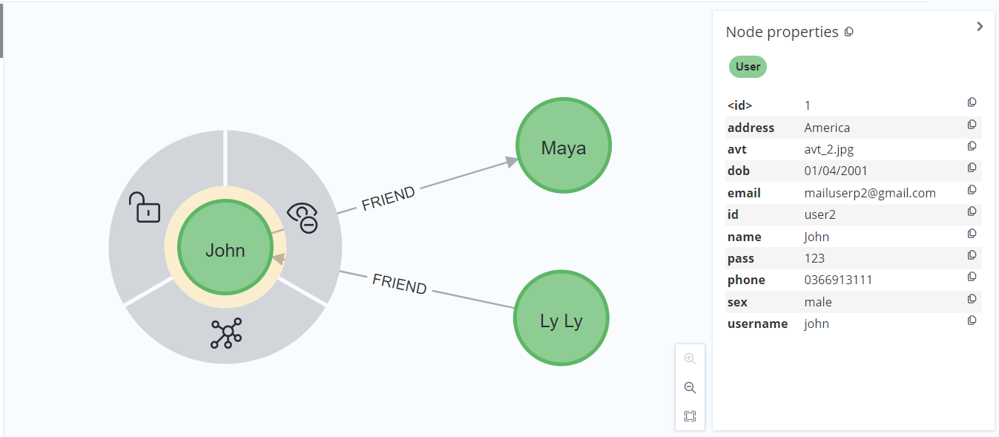 John
FRIEND
Maya
FRIEND
Ly Ly
Node properties
User
<id> 1
address America
avt avt_2.jpg
dob 01/04/2001
email mailuserp2@gmail.com
id user2
name John
pass 123
phone 0366913111
sex male
username john